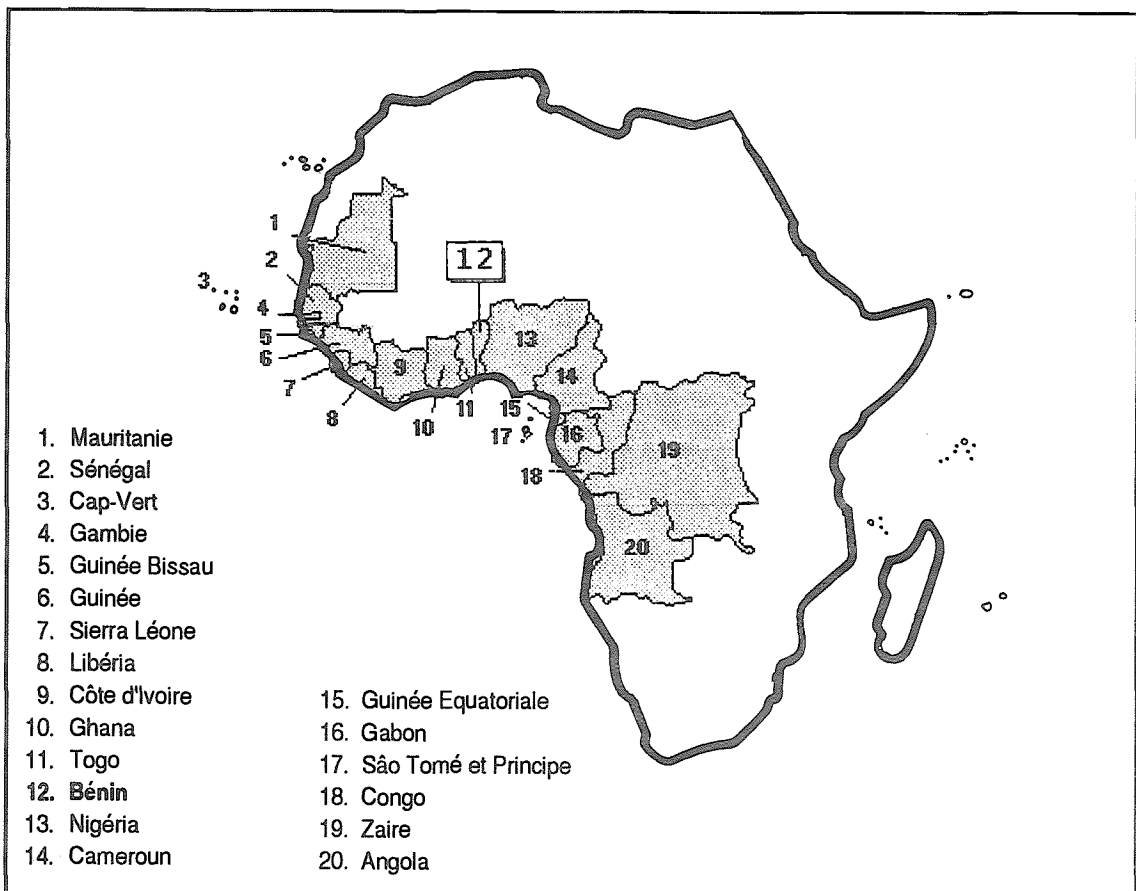 1
2
3
4
5
6
7
8
9
10
11
12
13
14
15
16
17
18
19
20
1. Mauritanie
2. Sénégal
3. Cap-Vert
4. Gambie
5. Guinée Bissau
6. Guinée
7. Sierra Léone
8. Libéria
9. Côte d'Ivoire
10. Ghana
11. Togo
12. Bénin
13. Nigéria
14. Cameroun
15. Guinée Equatoriale
16. Gabon
17. Sâo Tomé et Principe
18. Congo
19. Zaire
20. Angola